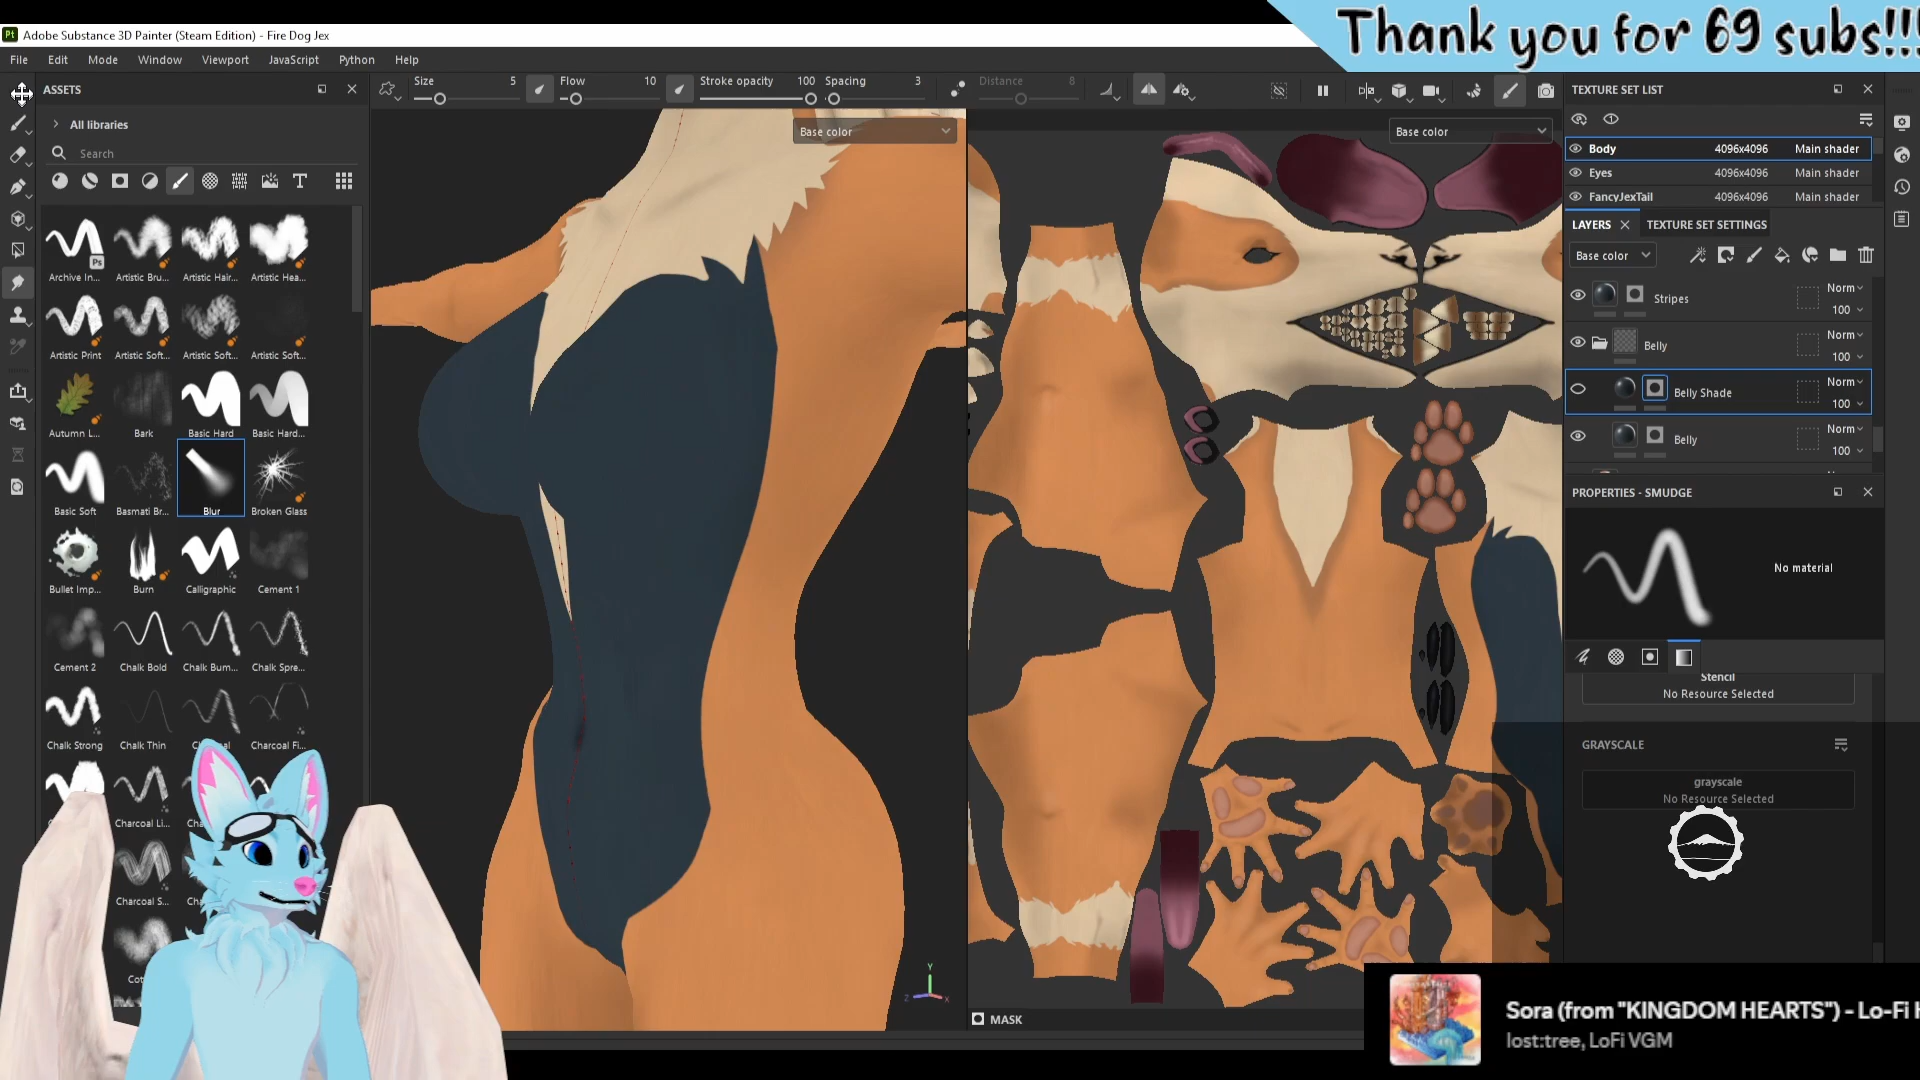 Thank you for 69 subs!!!
Pt Adobe Substance 3D Painter (Steam Edition) - Fire Dog Jex
File Edit Mode Window Viewport JavaScript Python Help
ASSETS
Size 5 Flow 10 Stroke opacity 100 Spacing 3 Distance 8
All libraries
Search
Base color
Base color
Archive In... Artistic Bru... Artistic Hair... Artistic Hea...
Artistic Print Artistic Soft... Artistic Sof... Artistic Soft...
Autumn L... Bark Basic Hard Basic Hard...
Basic Soft Basmati Br... Blur Broken Glass
Bullet Imp... Burn Calligraphic Cement 1
Cement 2 Chalk Bold Chalk Bum... Chalk Spre...
Chalk Strong Chalk Thin Charcoal Fi...
Charcoal Li...
Charcoal S...
MASK
Y
Z X
TEXTURE SET LIST
Body 4096x4096 Main shader
Eyes 4096x4096 Main shader
FancyJexTail 4096x4096 Main shader
LAYERS TEXTURE SET SETTINGS
Base color
Stripes Norm 100
Belly Norm 100
Belly Shade Norm 100
Belly Norm 100
PROPERTIES - SMUDGE
No material
Stencil
No Resource Selected
GRAYSCALE
grayscale
No Resource Selected
Sora (from "KINGDOM HEARTS") - Lo-Fi
lost:tree, LoFi VGM